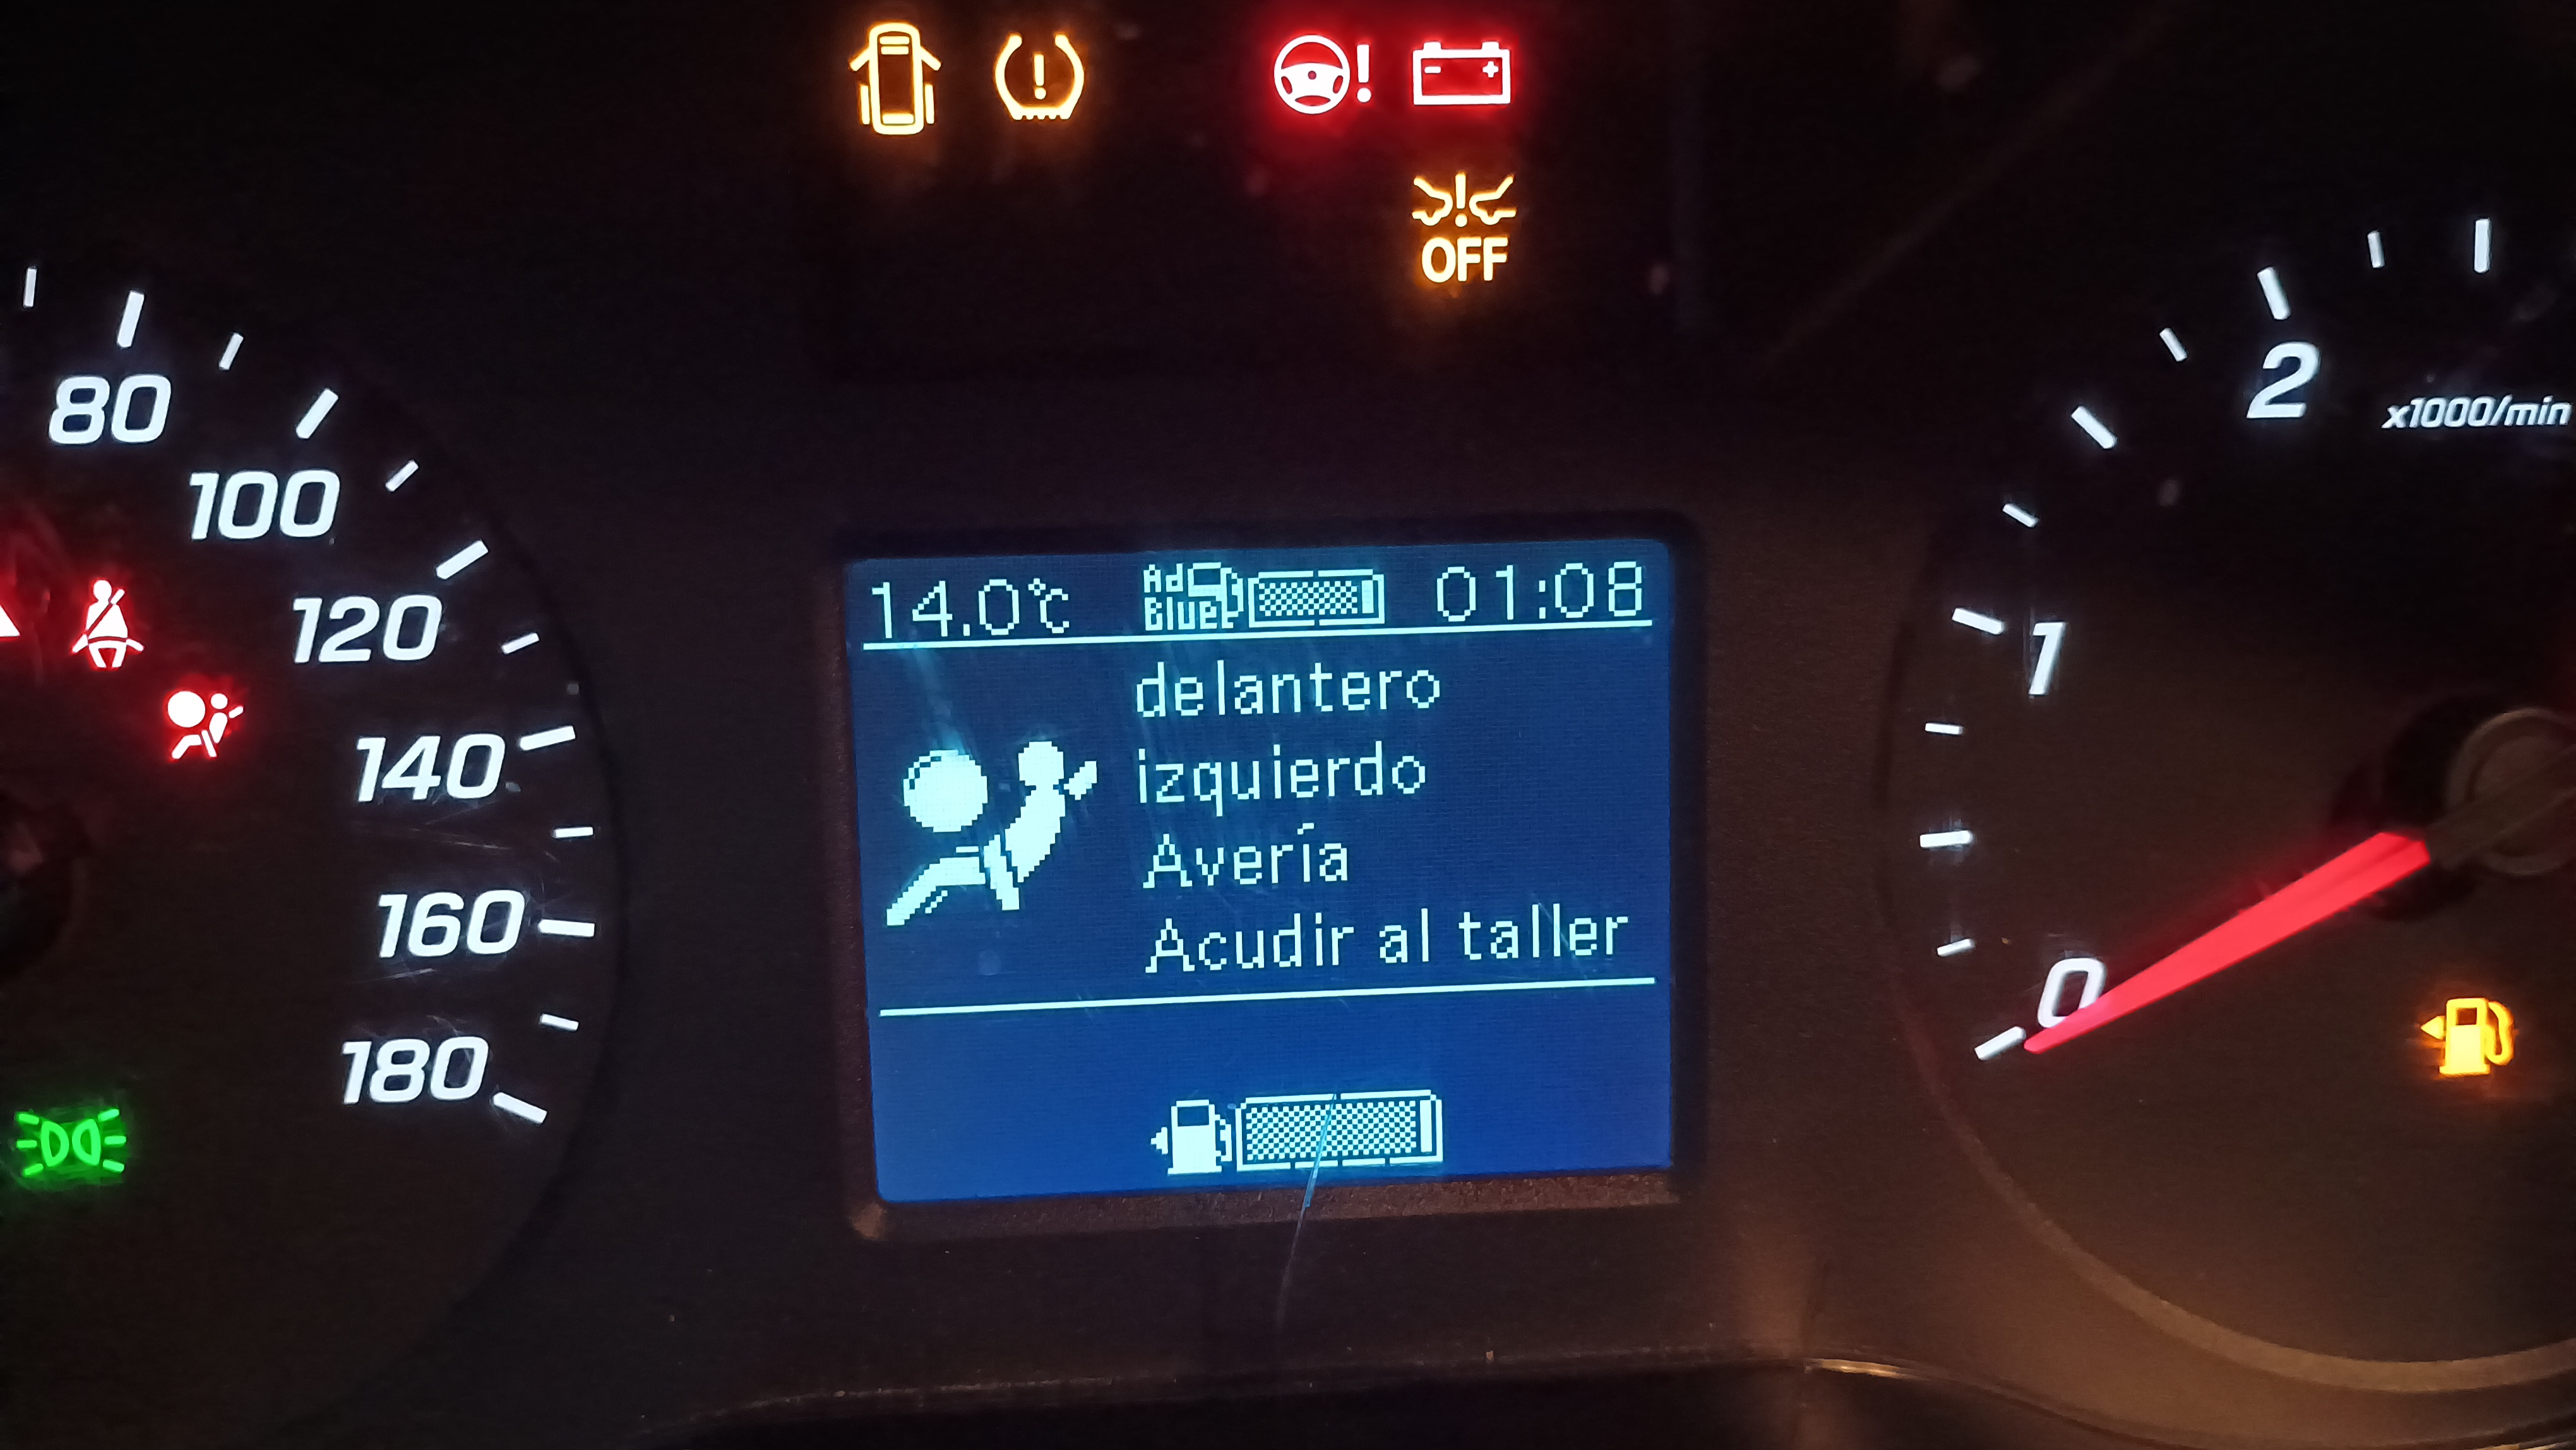 OFF
80
100
120
140
160
180
14.0°C Ad Blue 01:08
delantero
izquierdo
Avería
Acudir al taller
2
x1000/min
1
0